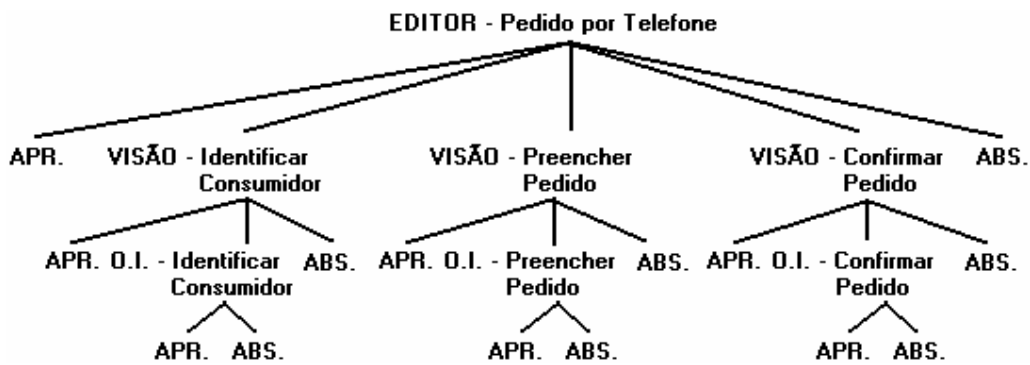 EDITOR - Pedido por Telefone
APR. VISÃO - Identificar Consumidor VISÃO - Preencher Pedido VISÃO - Confirmar Pedido ABS.
APR. O.I. - Identificar Consumidor ABS. APR. O.I. - Preencher Pedido ABS. APR. O.I. - Confirmar Pedido ABS.
APR. ABS. APR. ABS. APR. ABS.